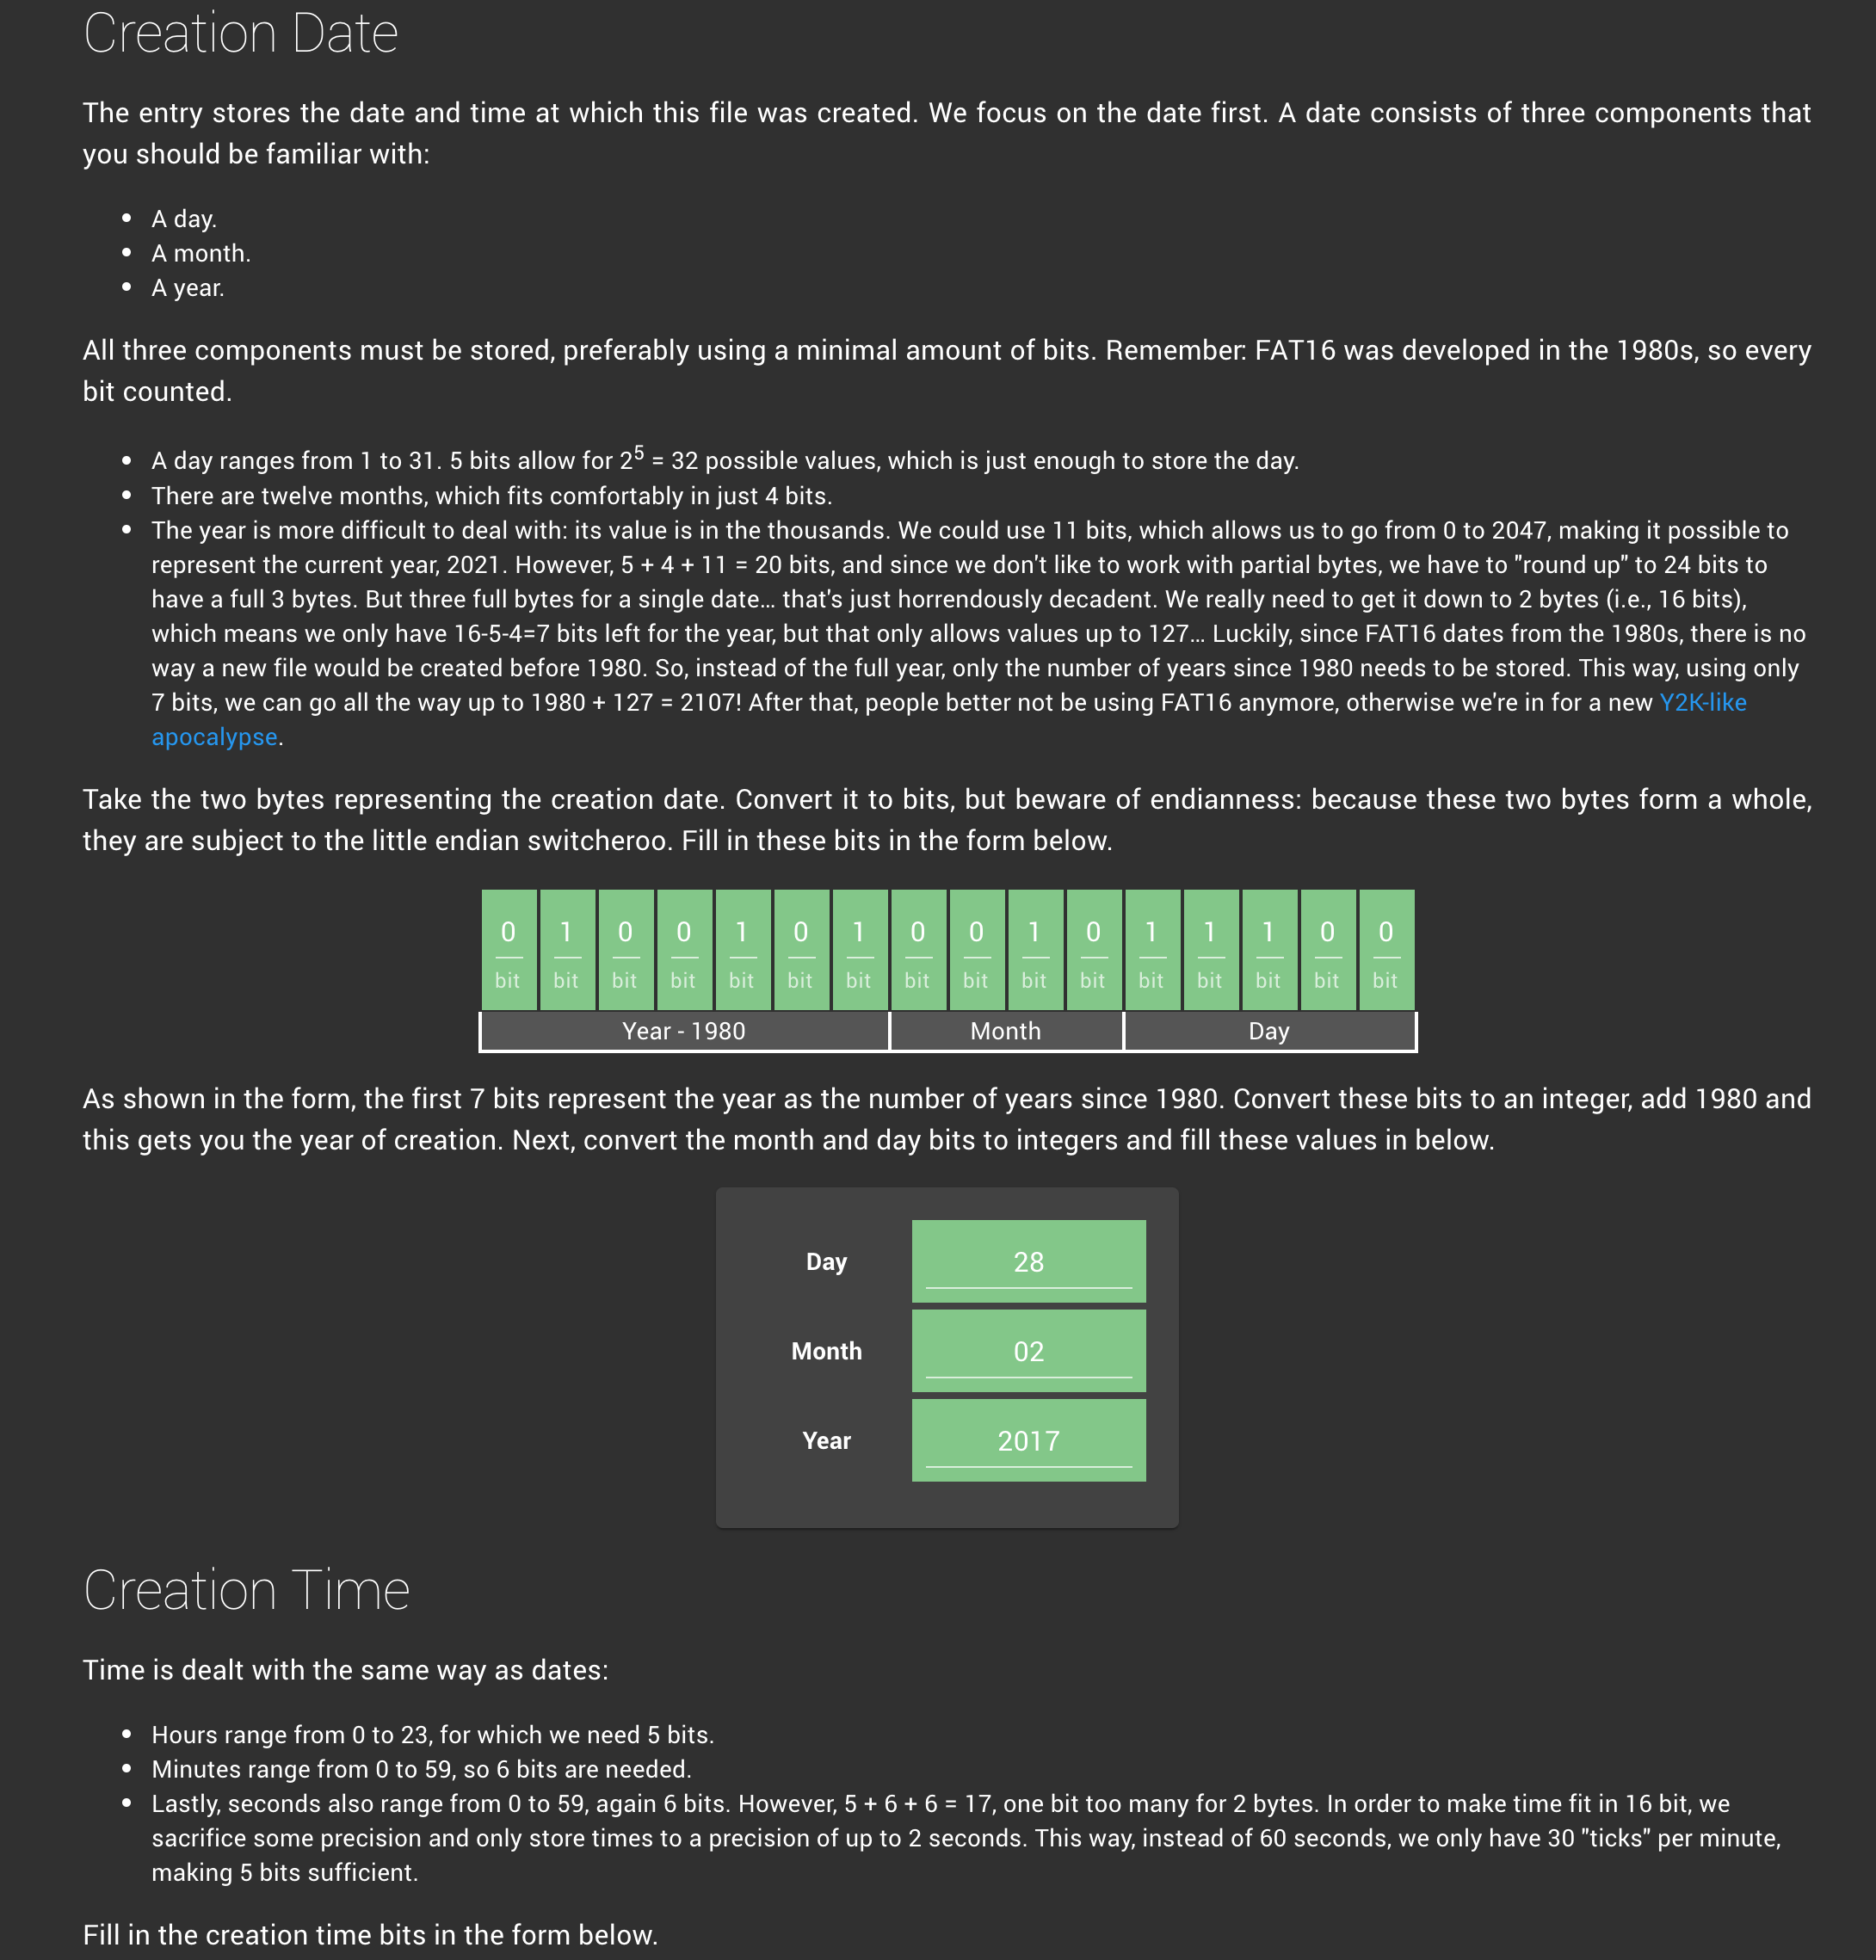 Creation Date
The entry stores the date and time at which this file was created. We focus on the date first. A date consists of three components that
you should be familiar with:
• A day.
• A month.
• A year.
All three components must be stored, preferably using a minimal amount of bits. Remember: FAT16 was developed in the 1980s, so every
bit counted.
• A day ranges from 1 to 31. 5 bits allow for 2⁵ = 32 possible values, which is just enough to store the day.
• There are twelve months, which fits comfortably in just 4 bits.
• The year is more difficult to deal with: its value is in the thousands. We could use 11 bits, which allows us to go from 0 to 2047, making it possible to
represent the current year, 2021. However, 5 + 4 + 11 = 20 bits, and since we don't like to work with partial bytes, we have to "round up" to 24 bits to
have a full 3 bytes. But three full bytes for a single date… that's just horrendously decadent. We really need to get it down to 2 bytes (i.e., 16 bits),
which means we only have 16-5-4=7 bits left for the year, but that only allows values up to 127… Luckily, since FAT16 dates from the 1980s, there is no
way a new file would be created before 1980. So, instead of the full year, only the number of years since 1980 needs to be stored. This way, using only
7 bits, we can go all the way up to 1980 + 127 = 2107! After that, people better not be using FAT16 anymore, otherwise we're in for a new Y2K-like
apocalypse.
Take the two bytes representing the creation date. Convert it to bits, but beware of endianness: because these two bytes form a whole,
they are subject to the little endian switcheroo. Fill in these bits in the form below.
0 1 0 0 1 0 1 0 0 1 0 1 1 1 0 0
bit bit bit bit bit bit bit bit bit bit bit bit bit bit bit bit
Year - 1980 Month Day
As shown in the form, the first 7 bits represent the year as the number of years since 1980. Convert these bits to an integer, add 1980 and
this gets you the year of creation. Next, convert the month and day bits to integers and fill these values in below.
Day 28
Month 02
Year 2017
Creation Time
Time is dealt with the same way as dates:
• Hours range from 0 to 23, for which we need 5 bits.
• Minutes range from 0 to 59, so 6 bits are needed.
• Lastly, seconds also range from 0 to 59, again 6 bits. However, 5 + 6 + 6 = 17, one bit too many for 2 bytes. In order to make time fit in 16 bit, we
sacrifice some precision and only store times to a precision of up to 2 seconds. This way, instead of 60 seconds, we only have 30 "ticks" per minute,
making 5 bits sufficient.
Fill in the creation time bits in the form below.